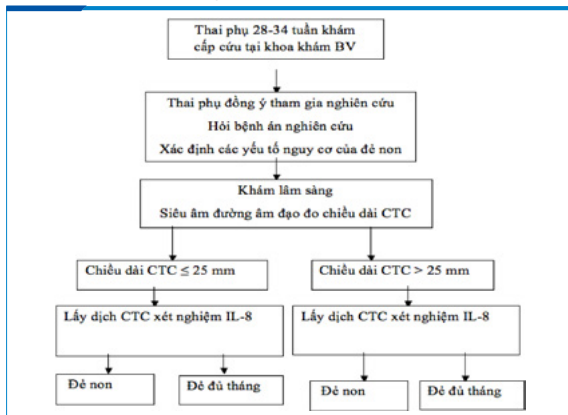 Thai phụ 28-34 tuần khám
cấp cứu tại khoa khám BV
Thai phụ đồng ý tham gia nghiên cứu
Hỏi bệnh án nghiên cứu
Xác định các yếu tố nguy cơ của đẻ non
Khám lâm sàng
Siêu âm đường âm đạo đo chiều dài CTC
Chiều dài CTC ≤ 25 mm
Chiều dài CTC > 25 mm
Lấy dịch CTC xét nghiệm IL-8
Lấy dịch CTC xét nghiệm IL-8
Đẻ non
Đẻ đủ tháng
Đẻ non
Đẻ đủ tháng